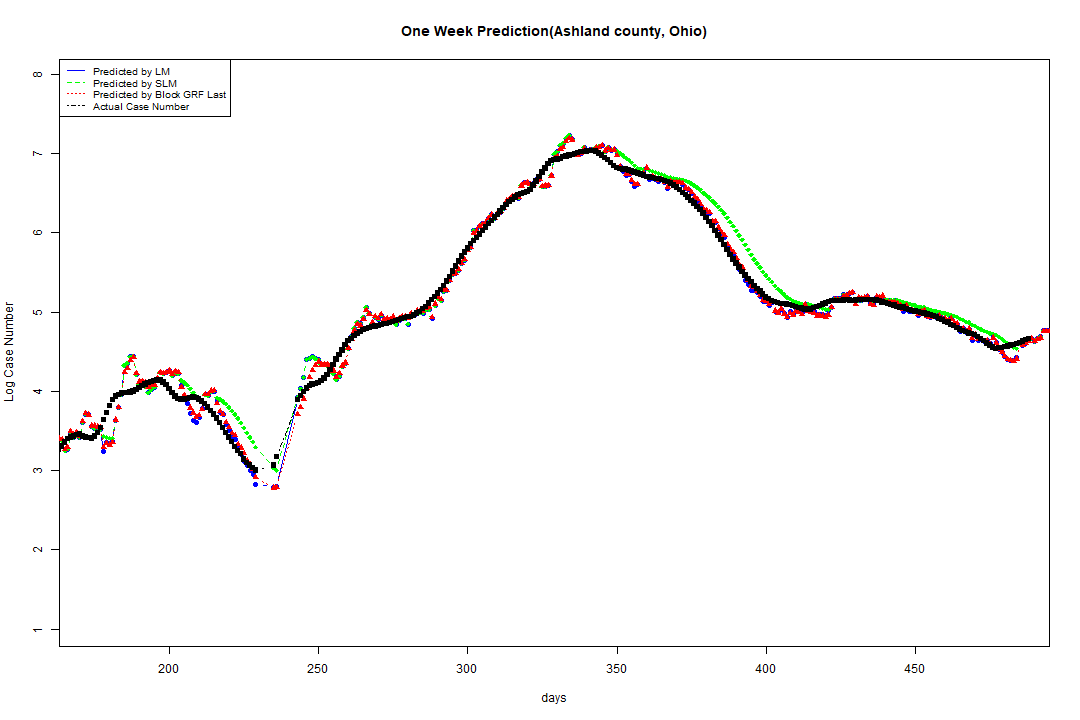 One Week Prediction(Ashland county, Ohio)
Predicted by LM
Predicted by SLM
Predicted by Block GRF Last
Actual Case Number
8
7
6
5
4
3
2
1
Log Case Number
200 250 300 350 400 450
days